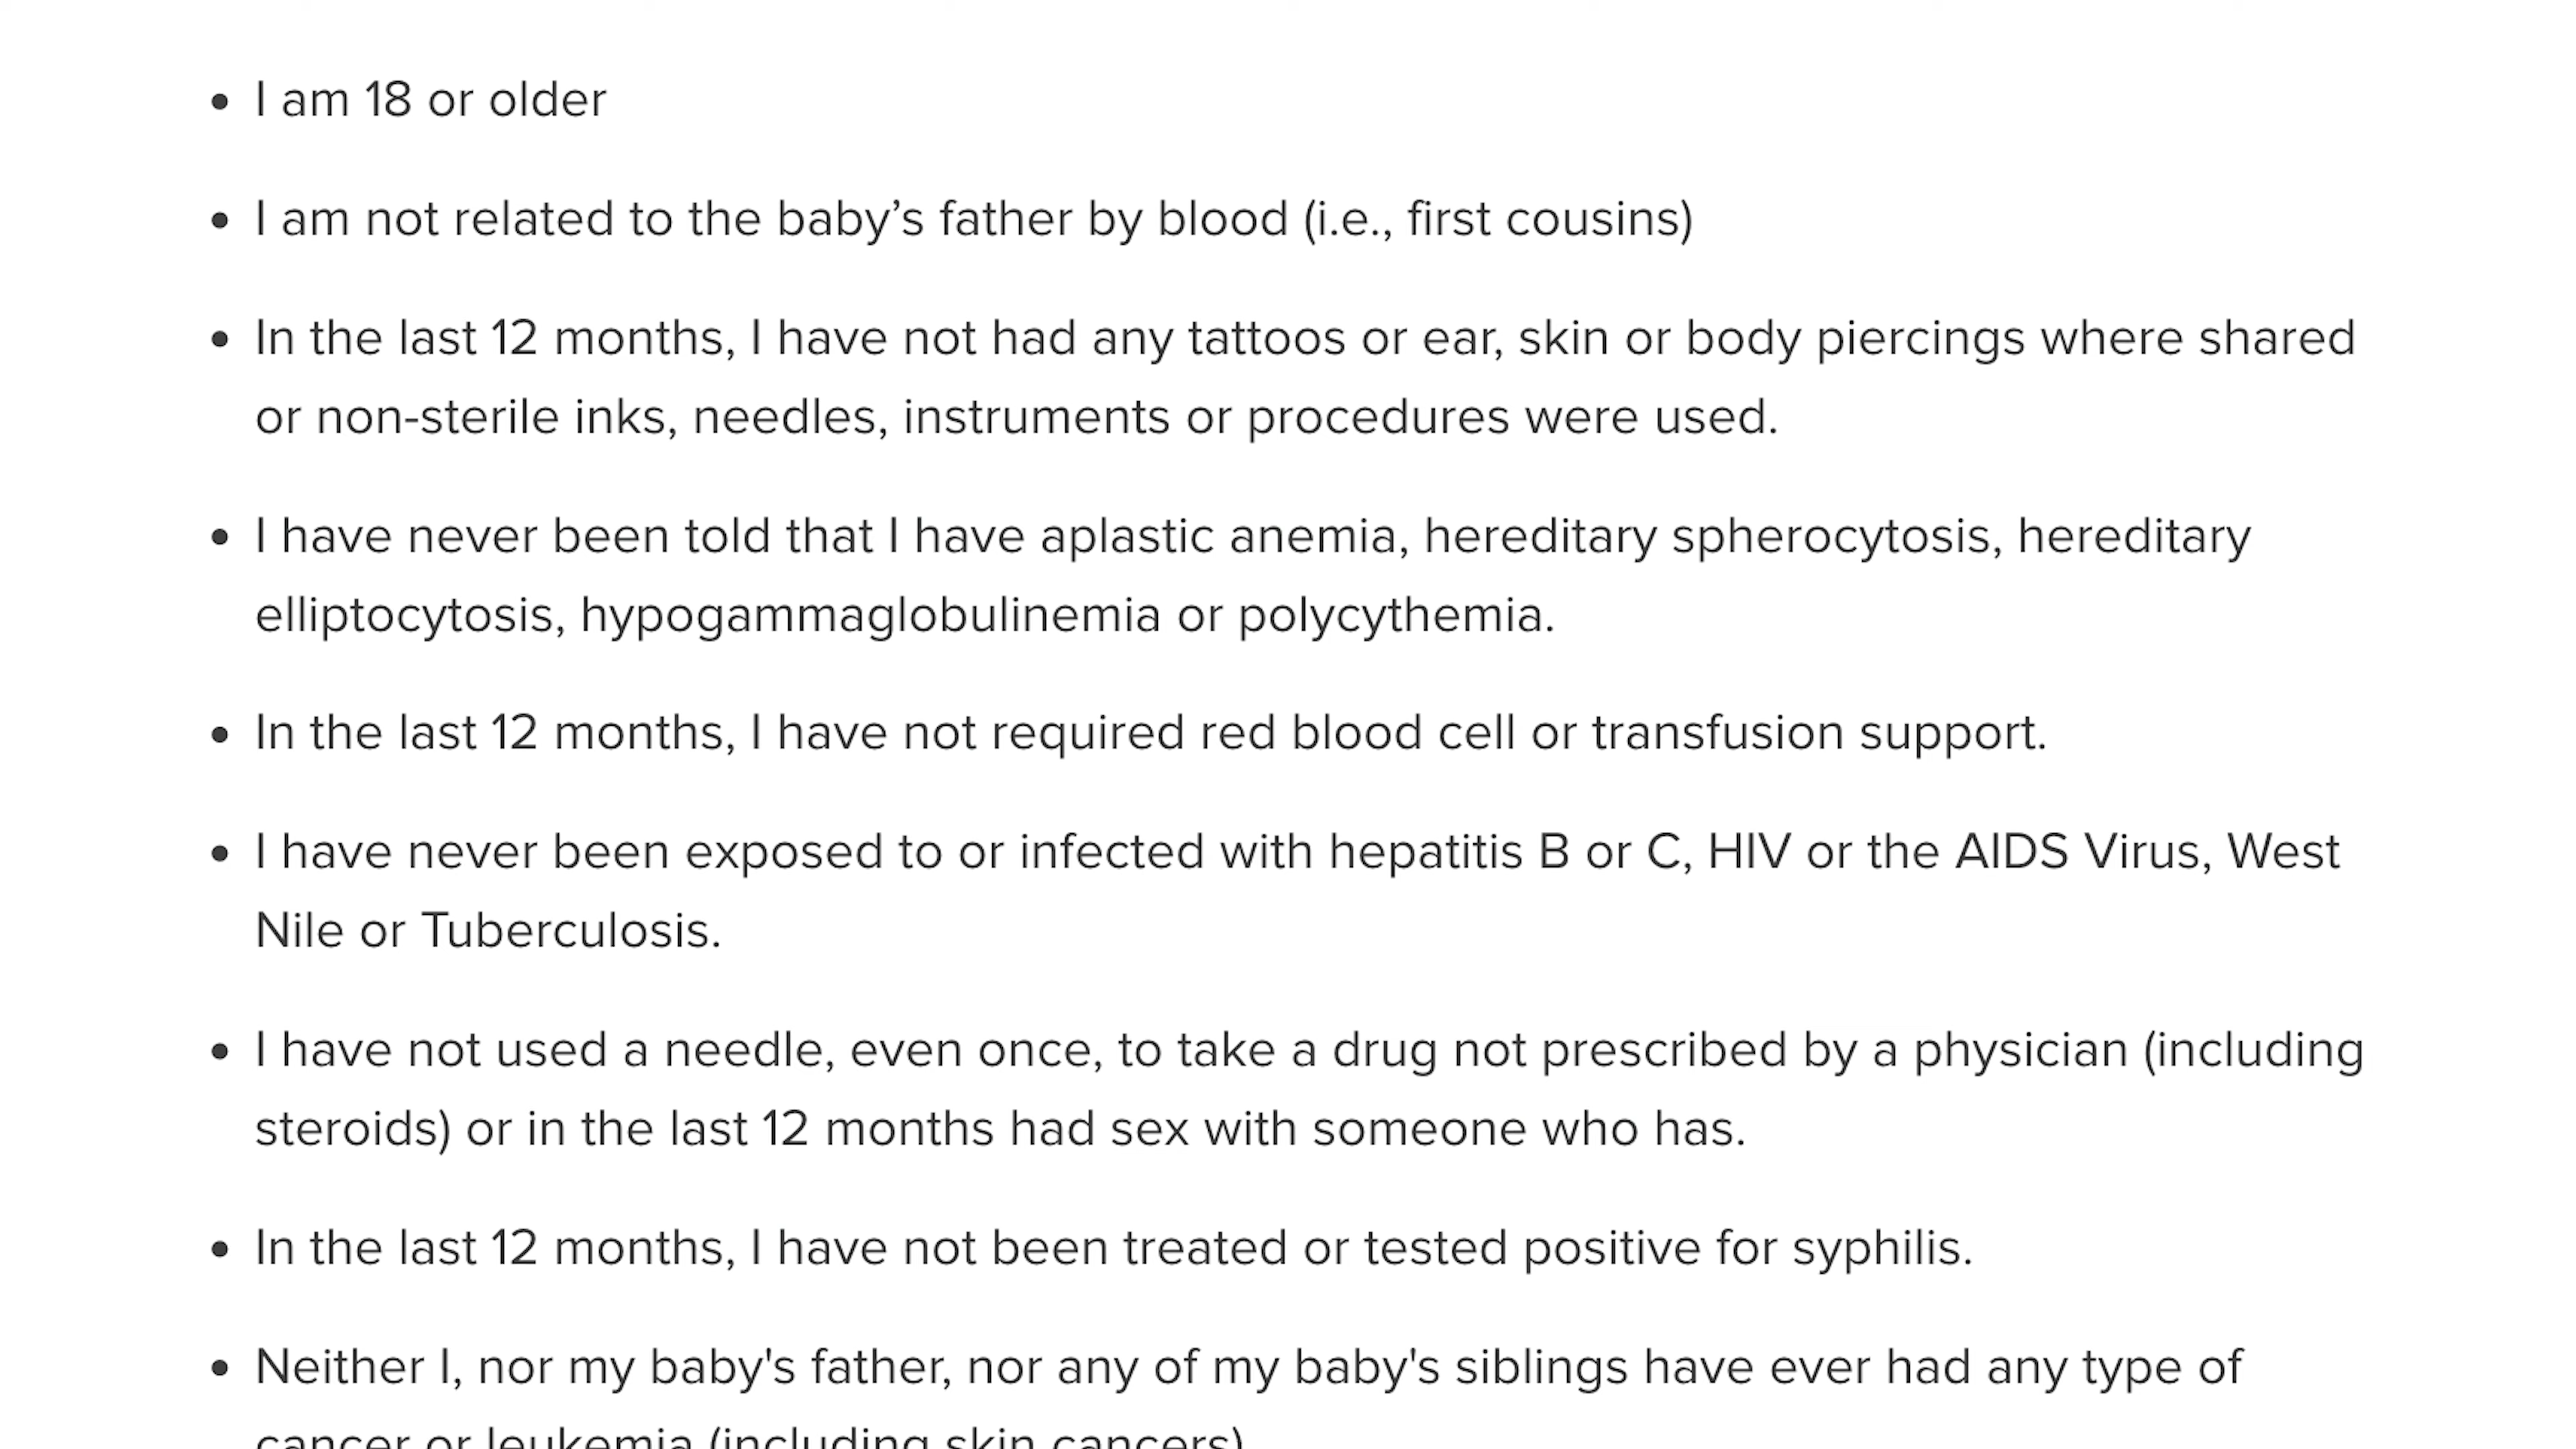 • I am 18 or older
• I am not related to the baby’s father by blood (i.e., first cousins)
• In the last 12 months, I have not had any tattoos or ear, skin or body piercings where shared
or non-sterile inks, needles, instruments or procedures were used.
• I have never been told that I have aplastic anemia, hereditary spherocytosis, hereditary
elliptocytosis, hypogammaglobulinemia or polycythemia.
• In the last 12 months, I have not required red blood cell or transfusion support.
• I have never been exposed to or infected with hepatitis B or C, HIV or the AIDS Virus, West
Nile or Tuberculosis.
• I have not used a needle, even once, to take a drug not prescribed by a physician (including
steroids) or in the last 12 months had sex with someone who has.
• In the last 12 months, I have not been treated or tested positive for syphilis.
• Neither I, nor my baby's father, nor any of my baby's siblings have ever had any type of
cancer or leukemia (including skin cancers)